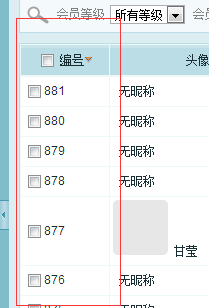 会员等级 所有等级
编号 头像
881 无昵称
880 无昵称
879 无昵称
878 无昵称
877 甘莹
876 无昵称